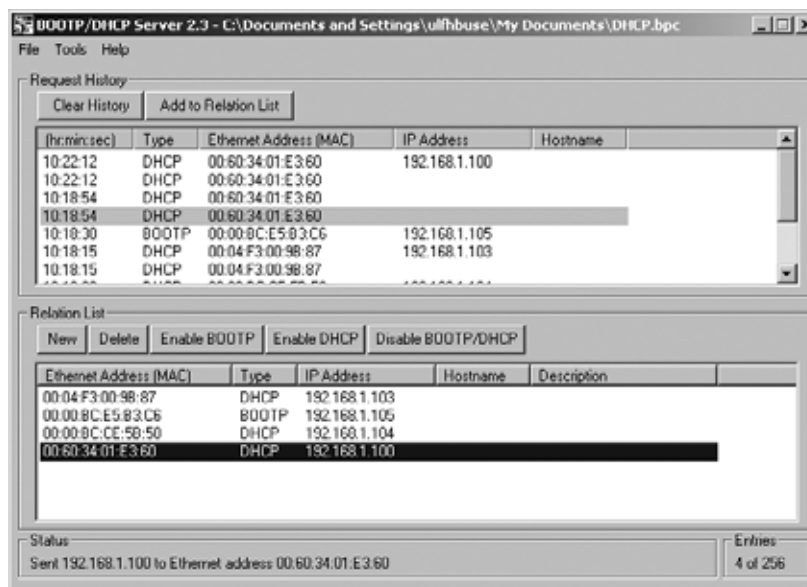 BOOTP/DHCP Server 2.3 - C:\Documents and Settings\ulfhbuse\My Documents\DHCP.bpc
File Tools Help
Request History
Clear History Add to Relation List
(hr:min:sec) Type Ethernet Address (MAC) IP Address Hostname
10:22:12 DHCP 00:60:34:01:E3:60 192.168.1.100
10:22:12 DHCP 00:60:34:01:E3:60
10:18:54 DHCP 00:60:34:01:E3:60
10:18:54 DHCP 00:60:34:01:E3:60
10:18:30 BOOTP 00:00:BC:E5:B3:C6 192.168.1.105
10:18:15 DHCP 00:04:F3:00:9B:87 192.168.1.103
10:18:15 DHCP 00:04:F3:00:9B:87
Relation List
New Delete Enable BOOTP Enable DHCP Disable BOOTP/DHCP
Ethernet Address (MAC) Type IP Address Hostname Description
00:04:F3:00:9B:87 DHCP 192.168.1.103
00:00:BC:E5:B3:C6 BOOTP 192.168.1.105
00:00:BC:CE:5B:50 DHCP 192.168.1.104
00:60:34:01:E3:60 DHCP 192.168.1.100
Status
Sent 192.168.1.100 to Ethernet address 00:60:34:01:E3:60
Entries
4 of 256